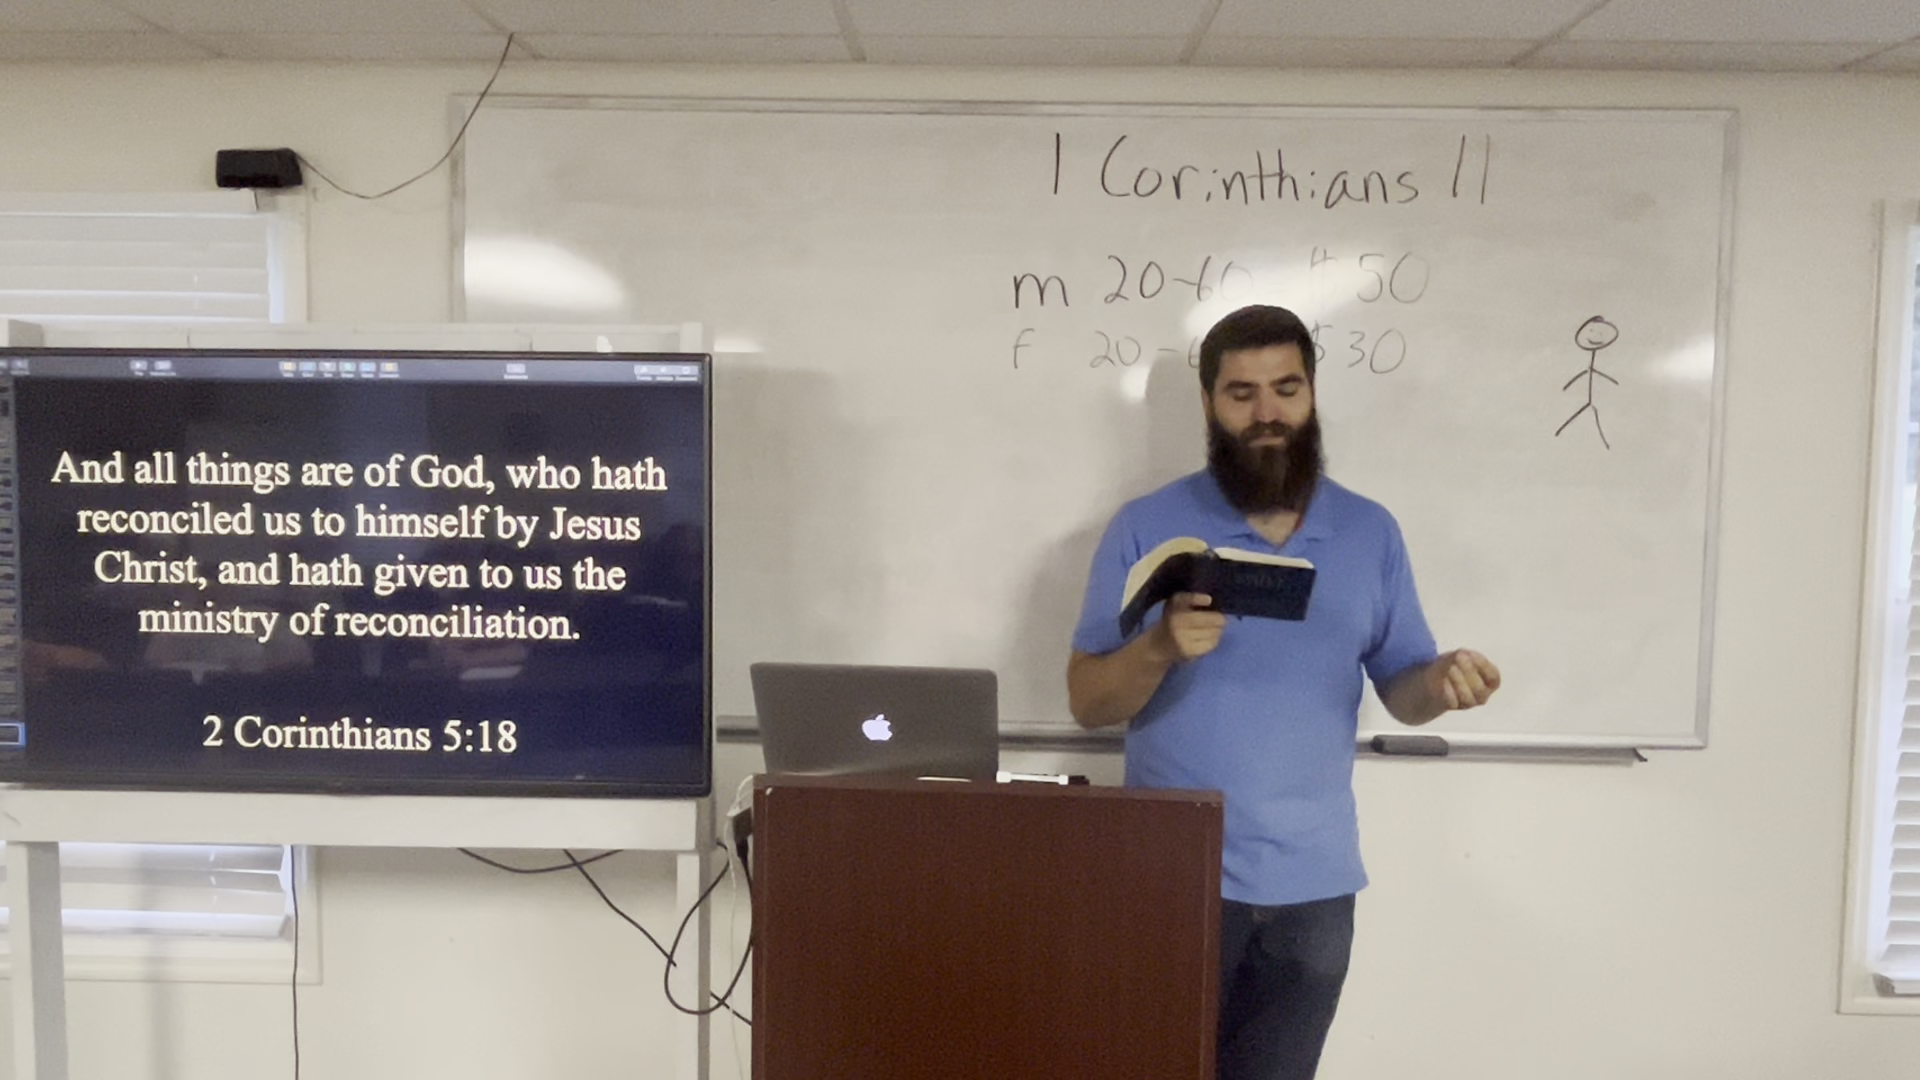 And all things are of God, who hath
reconciled us to himself by Jesus
Christ, and hath given to us the
ministry of reconciliation.
2 Corinthians 5:18
1 Corinthians 11
m 20-60 $50
f 20- $30